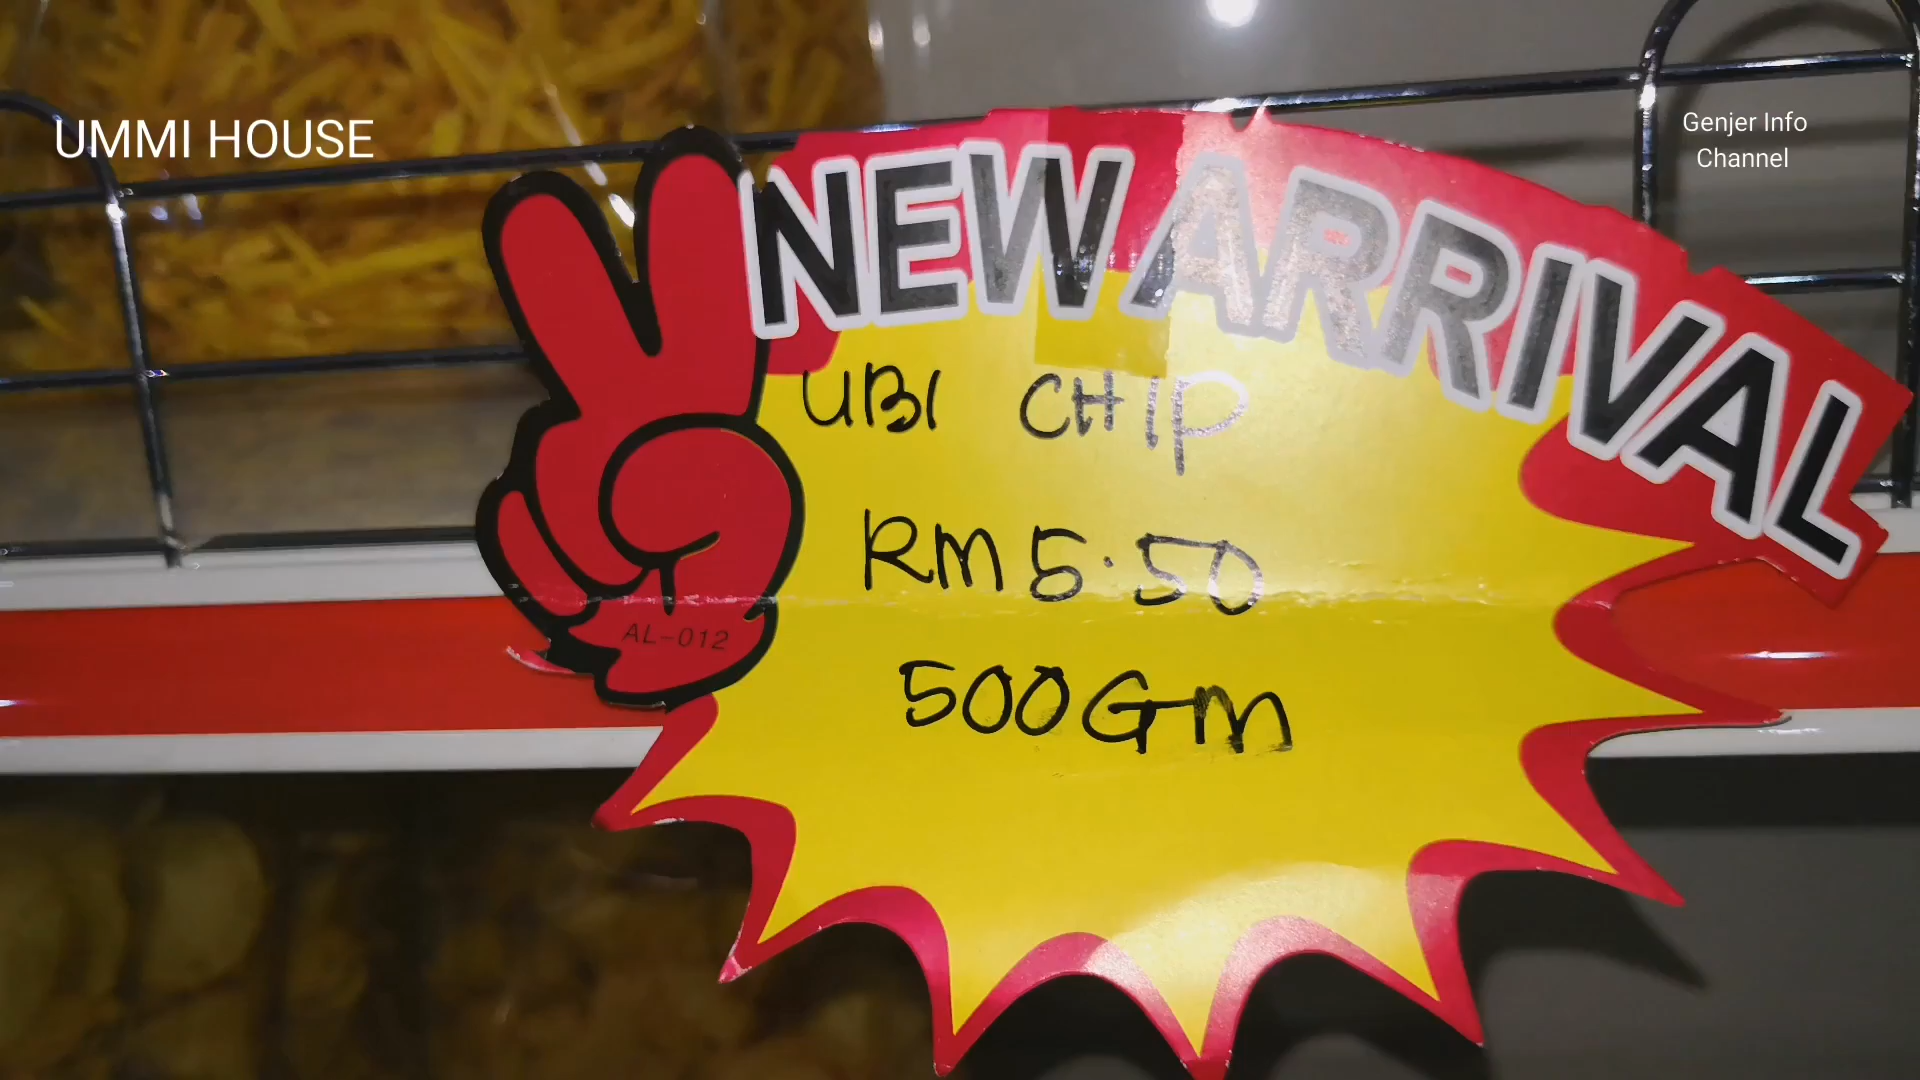 UMMI HOUSE
Genjer Info
Channel
NEW ARRIVAL
UBI CHIP
RM 5.50
500Gm
AL-012